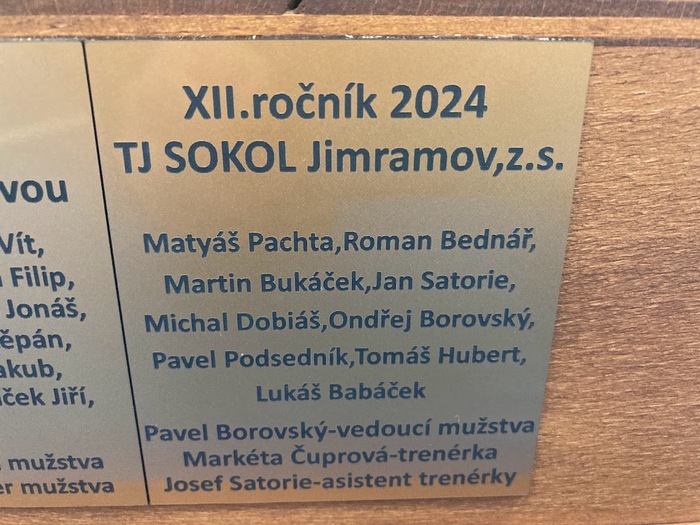 vou
Vít,
Filip,
Jonáš,
ěpán,
akub,
ček Jiří,
mužstva
er mužstva
XII.ročník 2024
TJ SOKOL Jimramov,z.s.
Matyáš Pachta,Roman Bednář,
Martin Bukáček,Jan Satorie,
Michal Dobiáš,Ondřej Borovský,
Pavel Podsedník,Tomáš Hubert,
Lukáš Babáček
Pavel Borovský-vedoucí mužstva
Markéta Čuprová-trenérka
Josef Satorie-asistent trenérky